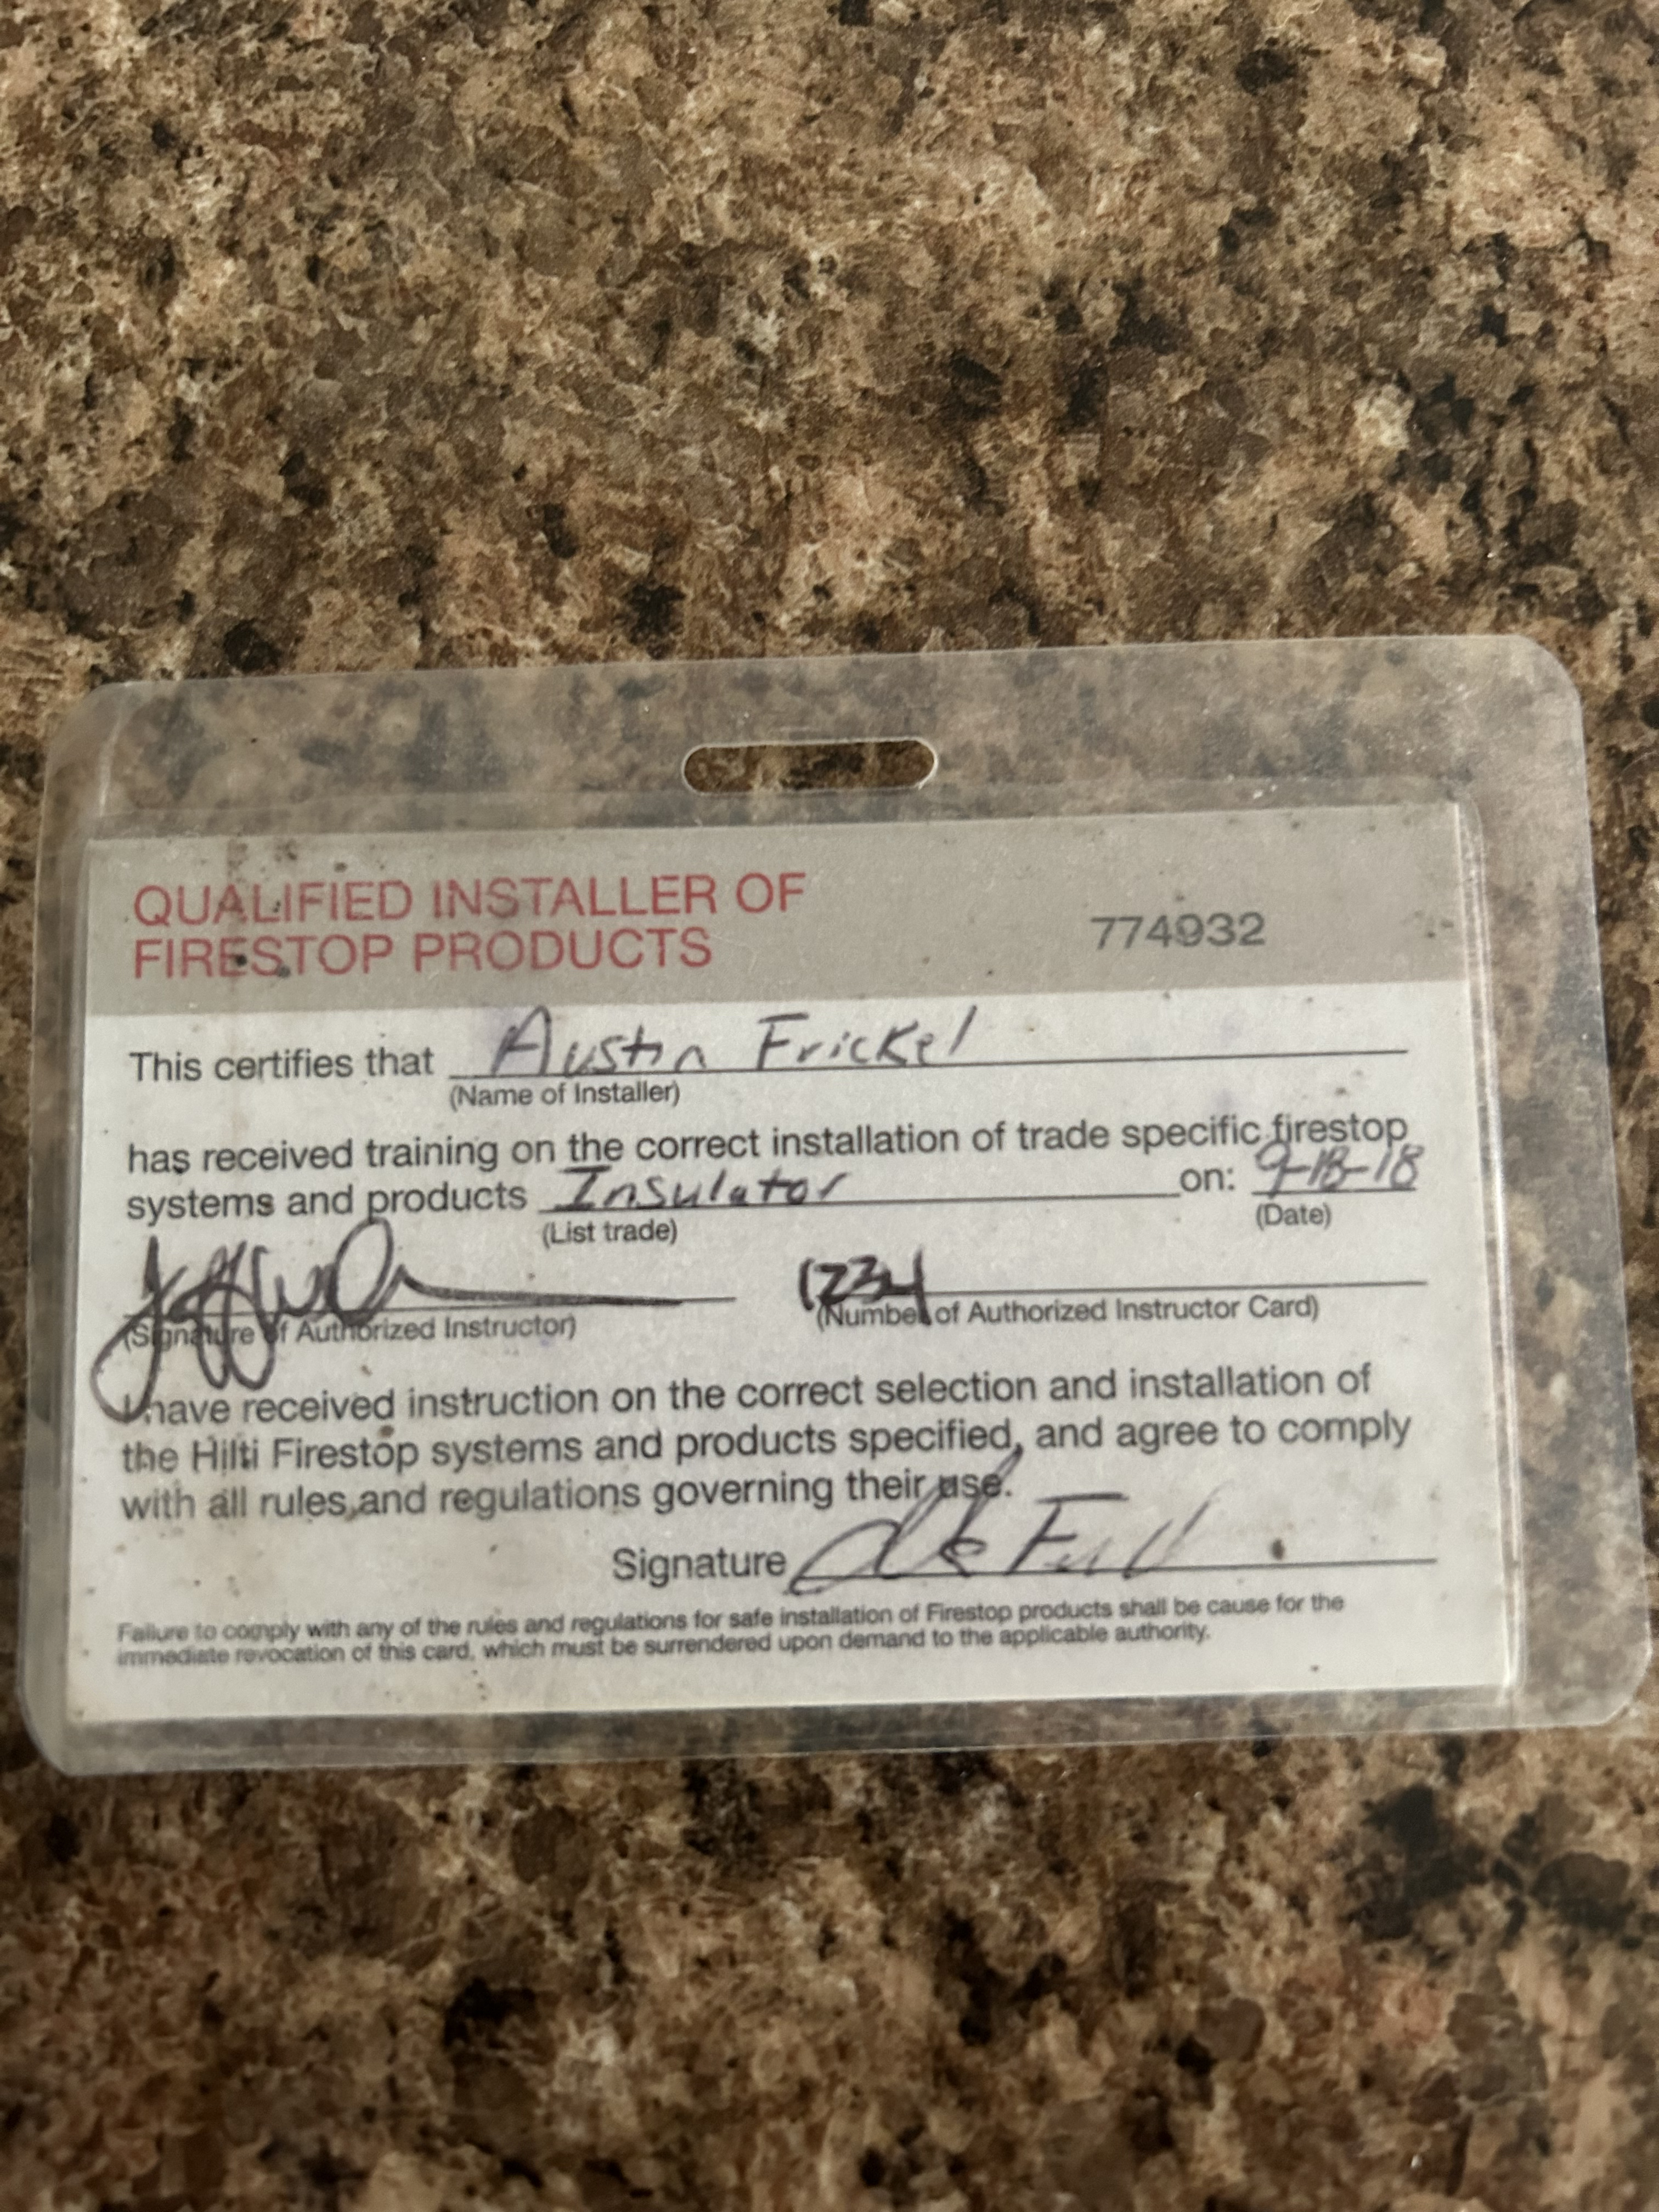 QUALIFIED INSTALLER OF
FIRESTOP PRODUCTS
774932
This certifies that Austin Frickel
(Name of Installer)
has received training on the correct installation of trade specific firestop
systems and products Insulator on: 9-18-18
(List trade) (Date)
1234
(Signature of Authorized Instructor) (Number of Authorized Instructor Card)
I have received instruction on the correct selection and installation of
the Hilti Firestop systems and products specified, and agree to comply
with all rules and regulations governing their use.
Signature
Failure to comply with any of the rules and regulations for safe installation of Firestop products shall be cause for the
immediate revocation of this card, which must be surrendered upon demand to the applicable authority.